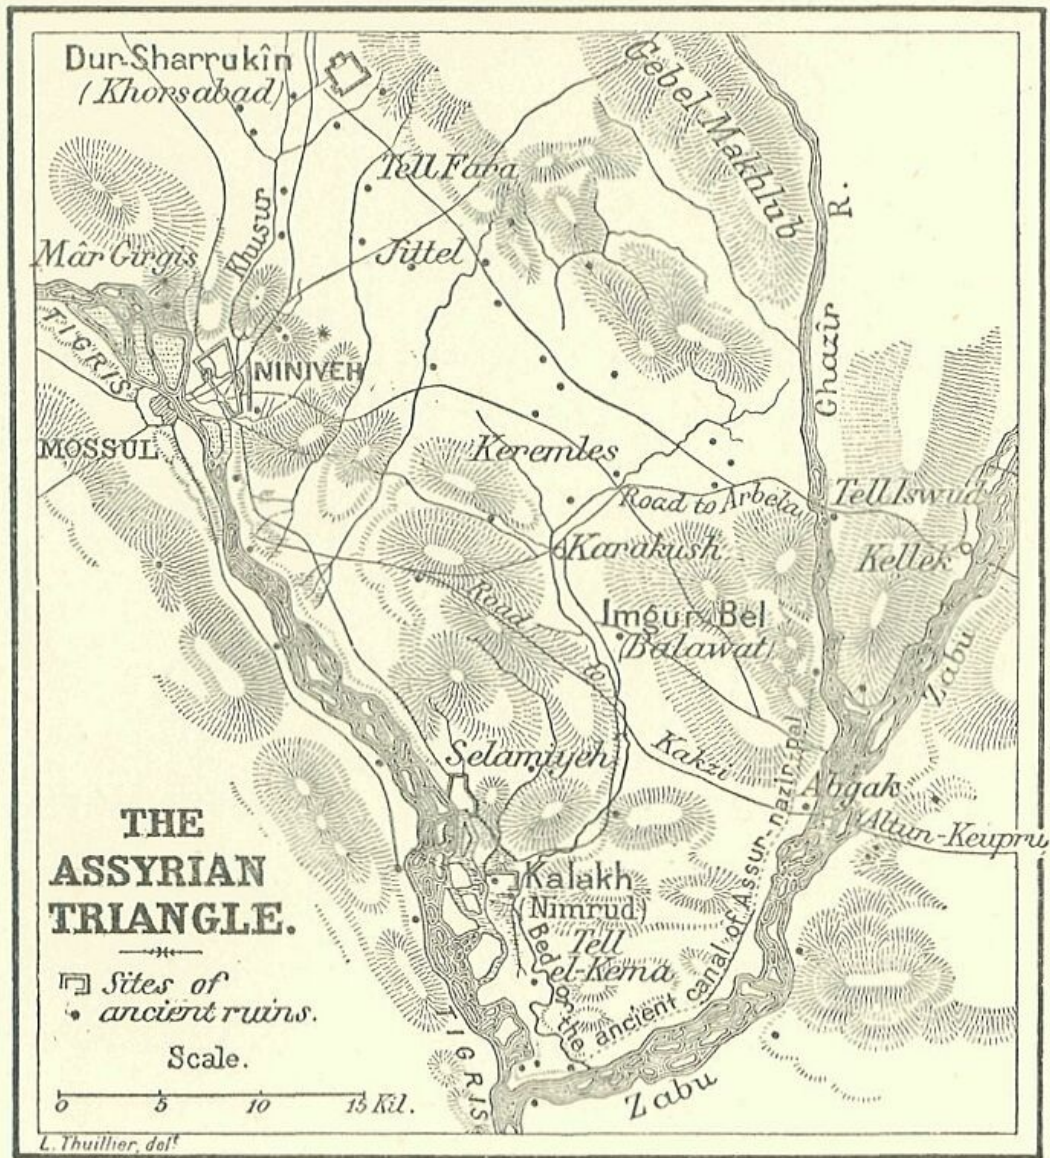 Dur-Sharrukîn
(Khorsabad)
Gebel Makhlub
Tell Fara
R.
Khusur
Mâr Girgis
Jittel
TIGRIS
Ghazîr
NINIVEH
MOSSUL
Keremles
Road to Arbela
Tell Iswud
Karakush
Kellek
Road
Imgur Bel
(Balawat)
to
Zabu
Selamiyeh
Kakzi
Abgak
Altun-Keupru
THE
ASSYRIAN
TRIANGLE.
Kalakh
(Nimrud)
Tell
el-Kema
Bed of the ancient canal of Assur-nazir-pal
Sites of
ancient ruins.
TIGRIS
Scale.
0 5 10 15 Kil.
Zabu
L. Thuillier, delt